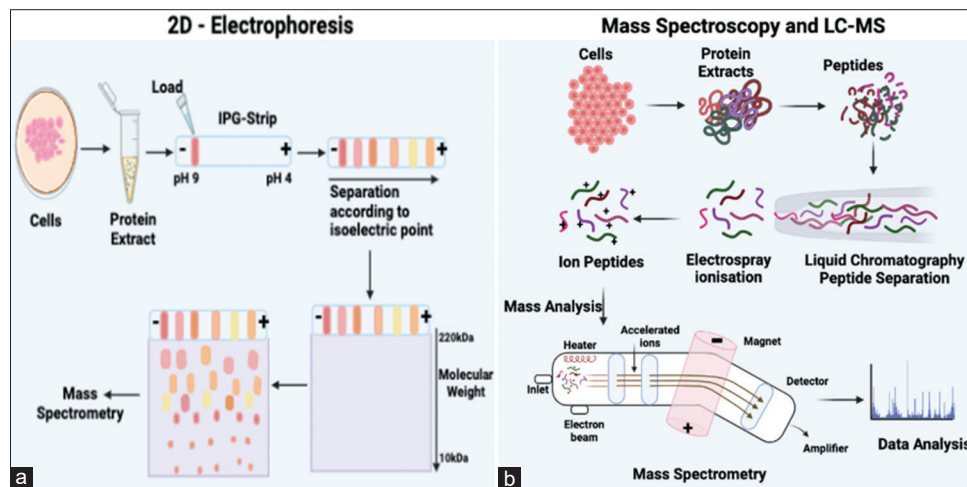 2D - Electrophoresis
Load
IPG-Strip
-
+
pH 9
pH 4
Cells
Protein
Extract
-
+
Separation
according to
isoelectric point
-
+
220kDa
Molecular
Weight
10kDa
-
+
Mass
Spectrometry
a
Mass Spectroscopy and LC-MS
Cells
Protein
Extracts
Peptides
Liquid Chromatography
Peptide Separation
Electrospray
ionisation
+
+
+
+
+
+
Ion Peptides
Mass Analysis
Heater
Accelerated
ions
-
Magnet
Inlet
Detector
Electron
beam
+
Amplifier
Data Analysis
Mass Spectrometry
b